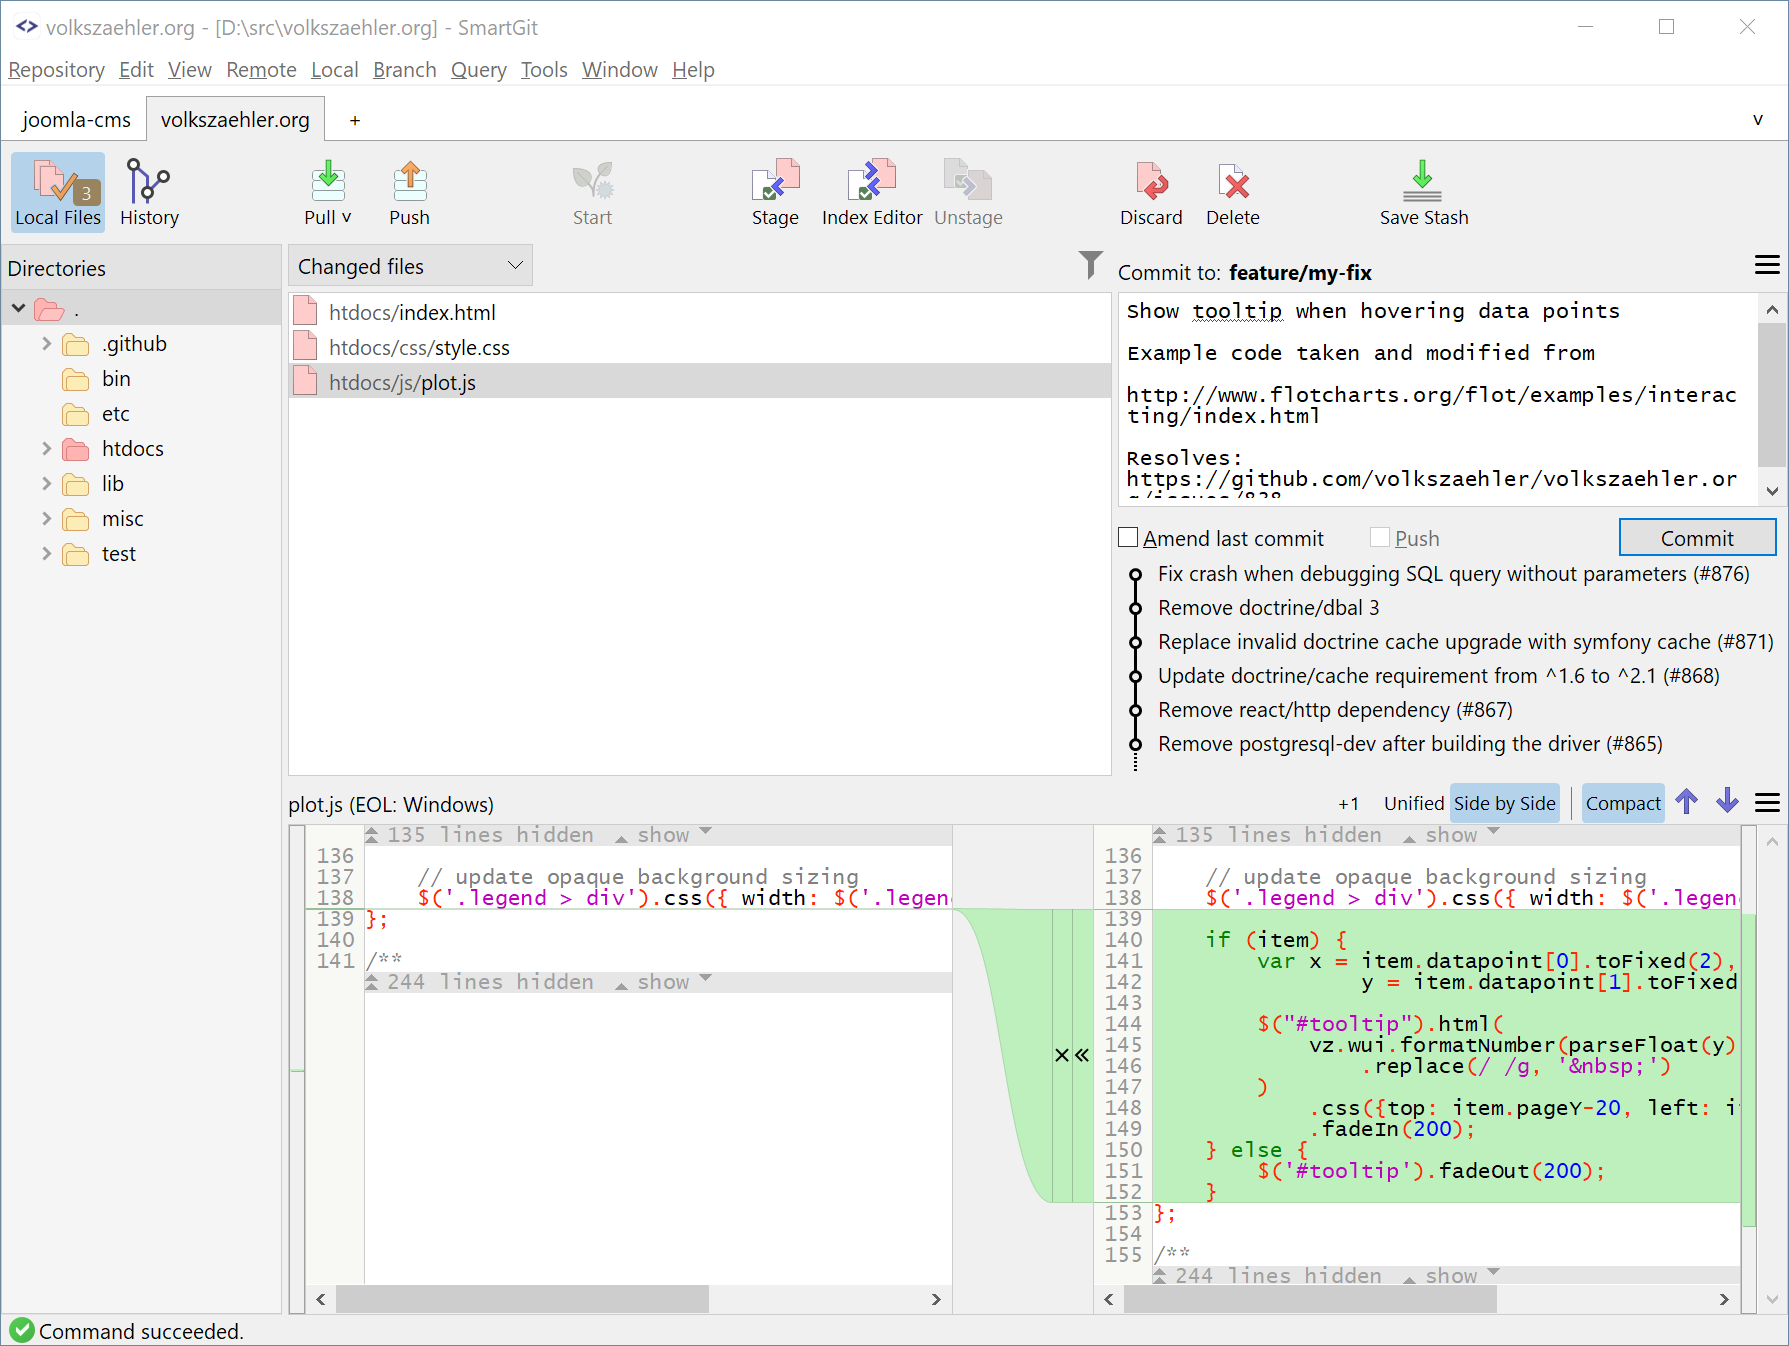 volkszaehler.org - [D:\src\volkszaehler.org] - SmartGit
Repository Edit View Remote Local Branch Query Tools Window Help
joomla-cms volkszaehler.org + v
3
Local Files History Pull v Push Start Stage Index Editor Unstage Discard Delete Save Stash
Directories
.
.github
bin
etc
htdocs
lib
misc
test
Changed files
htdocs/index.html
htdocs/css/style.css
htdocs/js/plot.js
Commit to: feature/my-fix
Show tooltip when hovering data points
Example code taken and modified from
http://www.flotcharts.org/flot/examples/interac
ting/index.html
Resolves:
https://github.com/volkszaehler/volkszaehler.or
g/issues/838
Amend last commit Push Commit
Fix crash when debugging SQL query without parameters (#876)
Remove doctrine/dbal 3
Replace invalid doctrine cache upgrade with symfony cache (#871)
Update doctrine/cache requirement from ^1.6 to ^2.1 (#868)
Remove react/http dependency (#867)
Remove postgresql-dev after building the driver (#865)
plot.js (EOL: Windows) +1 Unified Side by Side Compact
135 lines hidden show
136
137 // update opaque background sizing
138 $('.legend > div').css({ width: $('.legen
139 };
140
141 /**
244 lines hidden show
× «
135 lines hidden show
136
137 // update opaque background sizing
138 $('.legend > div').css({ width: $('.legen
139
140 if (item) {
141 var x = item.datapoint[0].toFixed(2),
142 y = item.datapoint[1].toFixed
143
144 $("#tooltip").html(
145 vz.wui.formatNumber(parseFloat(y)
146 .replace(/ /g, '&nbsp;')
147 )
148 .css({top: item.pageY-20, left: i
149 .fadeIn(200);
150 } else {
151 $('#tooltip').fadeOut(200);
152 }
153 };
154
155 /**
244 lines hidden show
Command succeeded.